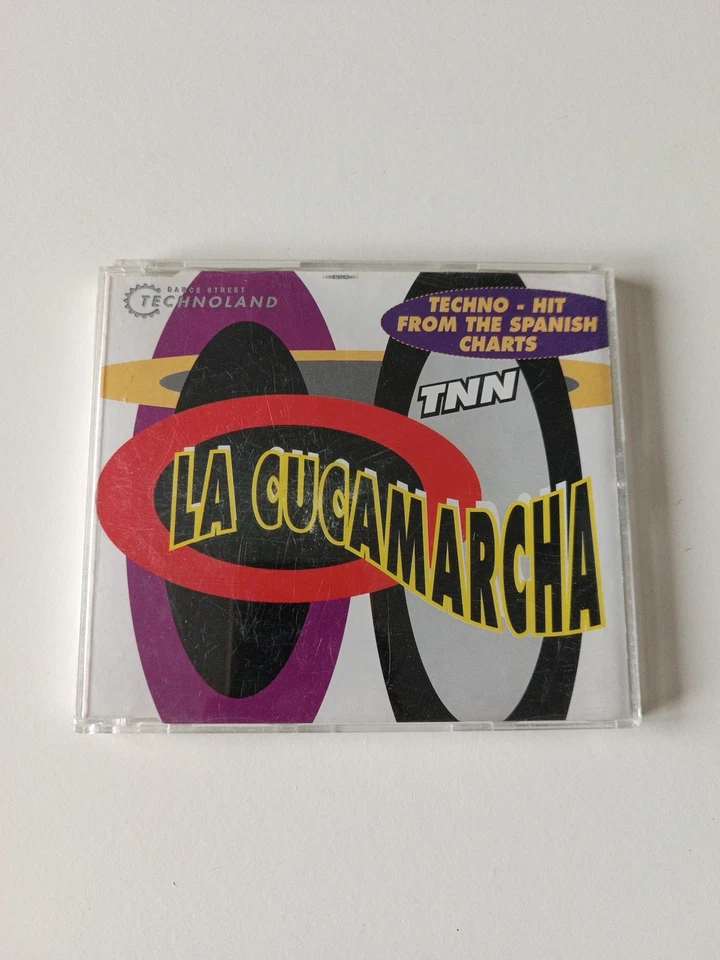 DANCE STREET
TECHNOLAND
TECHNO - HIT
FROM THE SPANISH
CHARTS
TNN
LA CUCAMARCHA